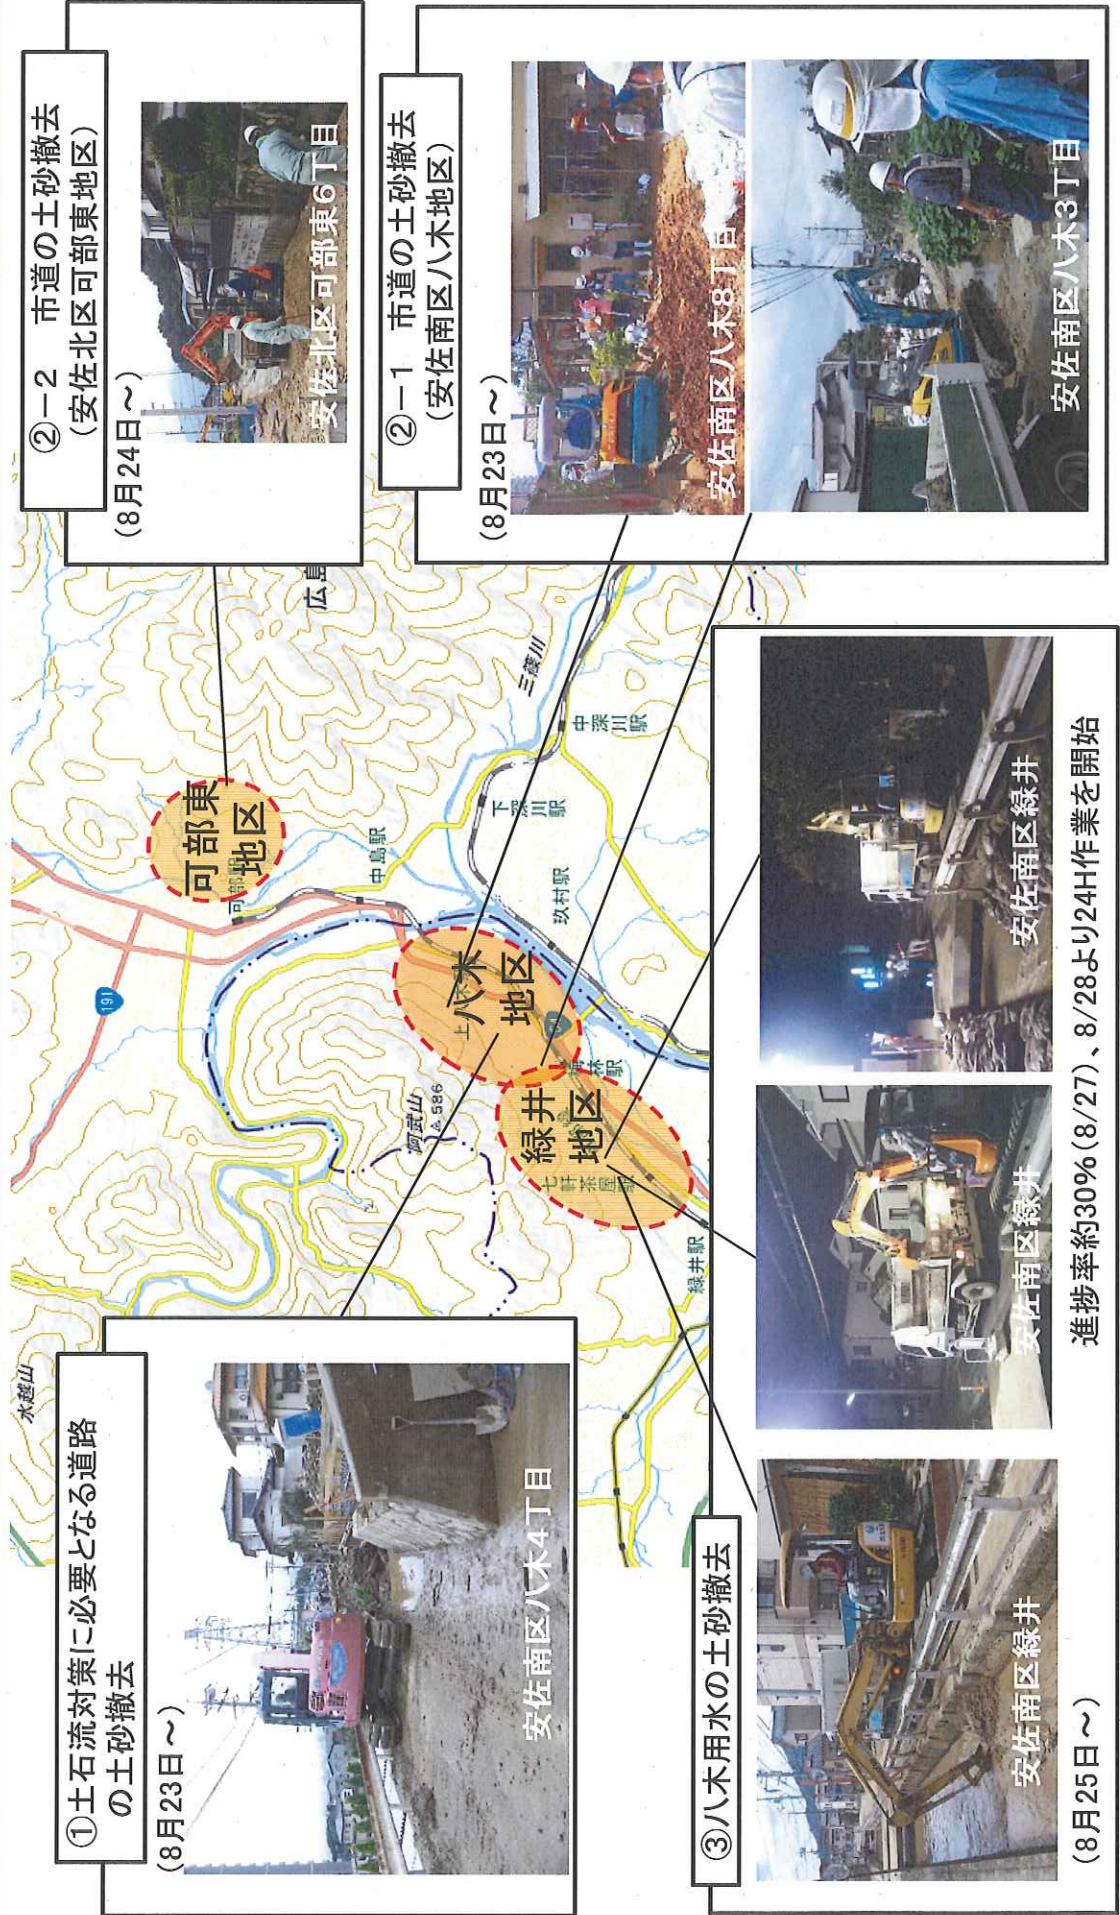 ①土石流対策に必要となる道路
の土砂撤去
(8月23日~)
安佐南区八木4丁目
②-2 市道の土砂撤去
(安佐北区可部東地区)
(8月24日~)
安佐北区可部東6丁目
②-1 市道の土砂撤去
(安佐南区八木地区)
(8月23日~)
安佐南区八木8丁目
安佐南区八木3丁目
③八木用水の土砂撤去
安佐南区緑井
(8月25日~)
安佐南区緑井
安佐南区緑井
進捗率約30%(8/27)、8/28より24H作業を開始
水越山
191
可部東
地区
中島駅
広島
三篠川
中深川駅
下深川駅
玖村駅
八木
地区
阿武山
586
梅林駅
緑井
地区
七軒茶屋駅
緑井駅